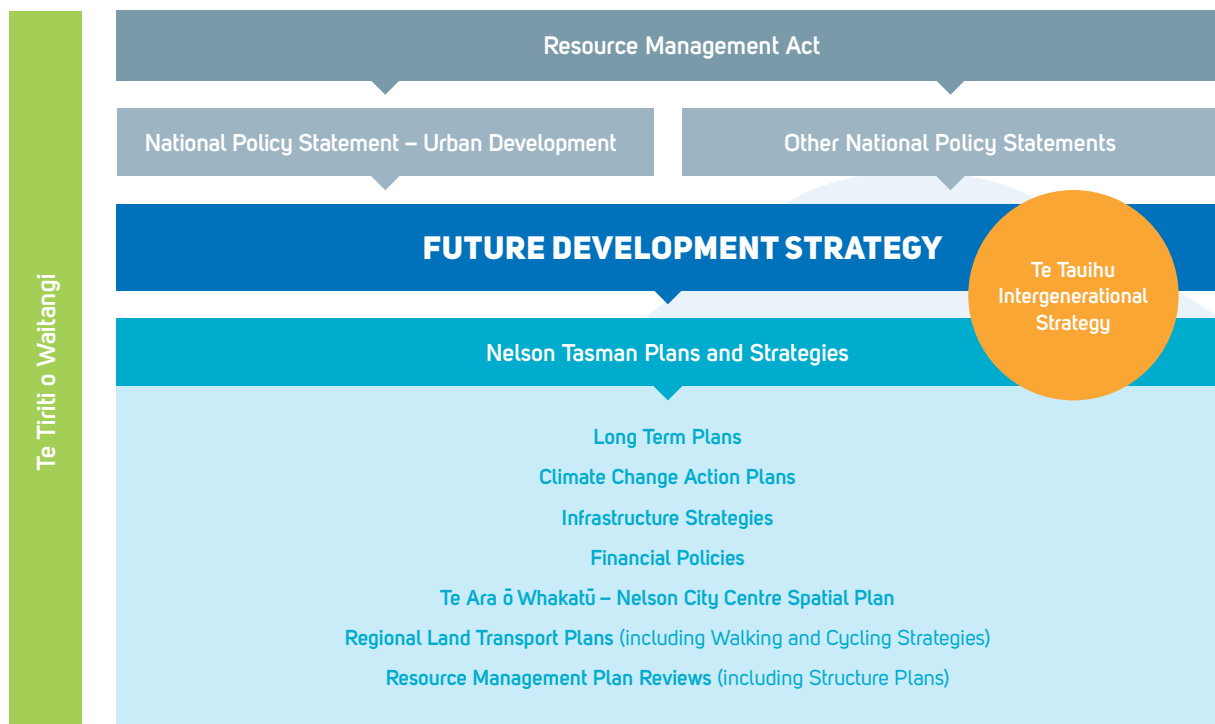 Te Tiriti o Waitangi
Resource Management Act
National Policy Statement – Urban Development
Other National Policy Statements
FUTURE DEVELOPMENT STRATEGY
Te Tauihu
Intergenerational
Strategy
Nelson Tasman Plans and Strategies
Long Term Plans
Climate Change Action Plans
Infrastructure Strategies
Financial Policies
Te Ara ō Whakatū – Nelson City Centre Spatial Plan
Regional Land Transport Plans (including Walking and Cycling Strategies)
Resource Management Plan Reviews (including Structure Plans)